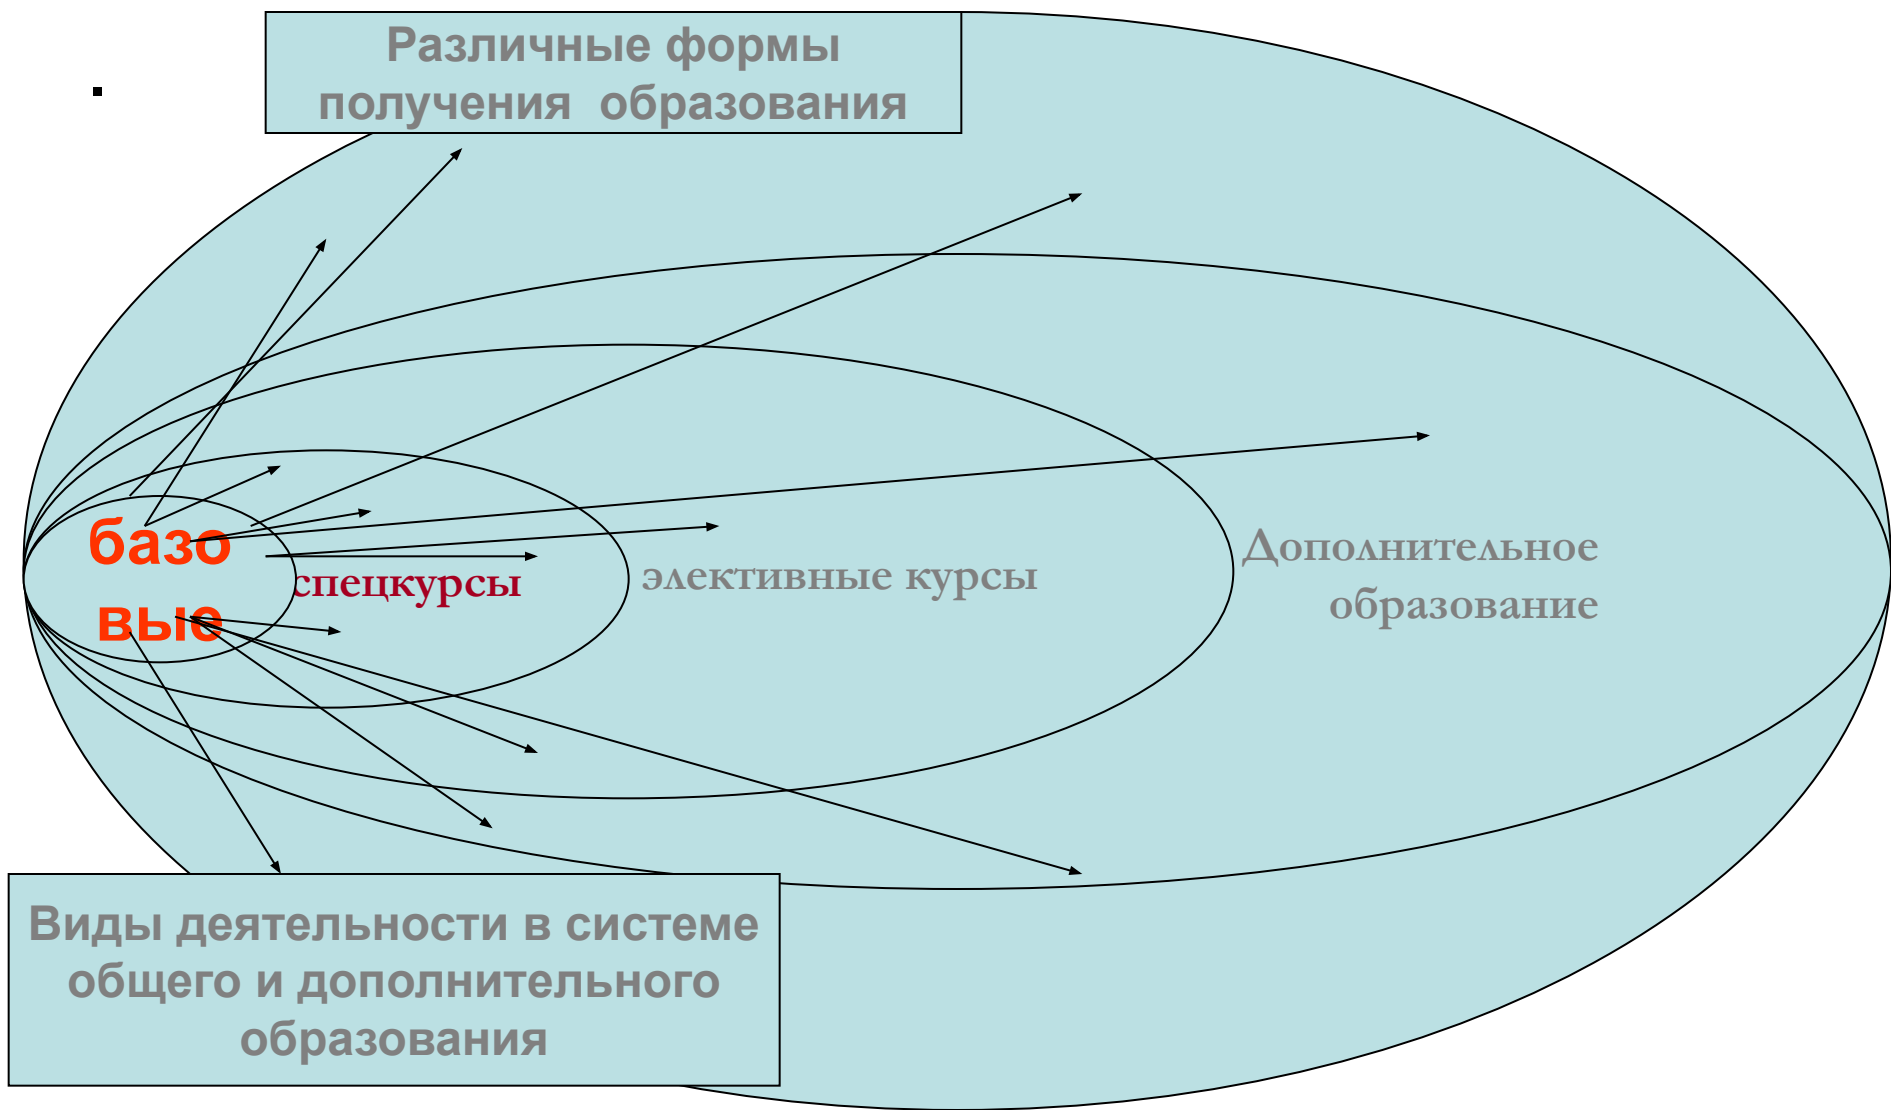 Различные формы
получения образования
базо
вые
спецкурсы
элективные курсы
Дополнительное
образование
Виды деятельности в системе
общего и дополнительного
образования